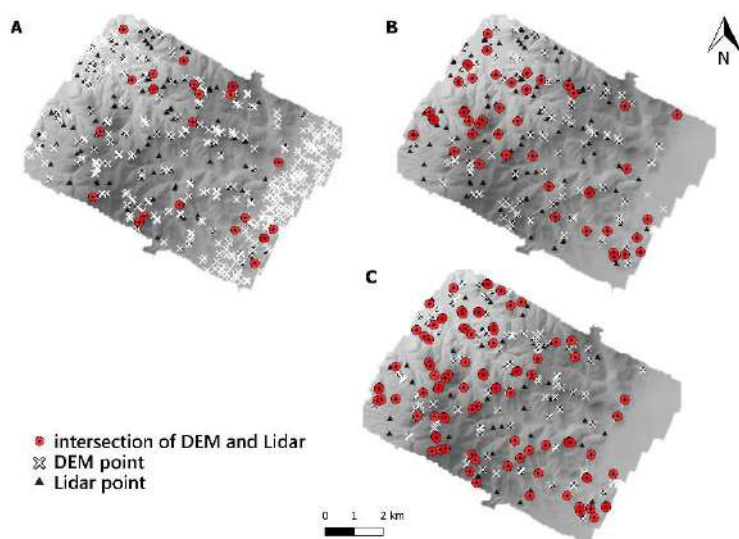 A
B
N
C
intersection of DEM and Lidar
DEM point
Lidar point
0 1 2 km